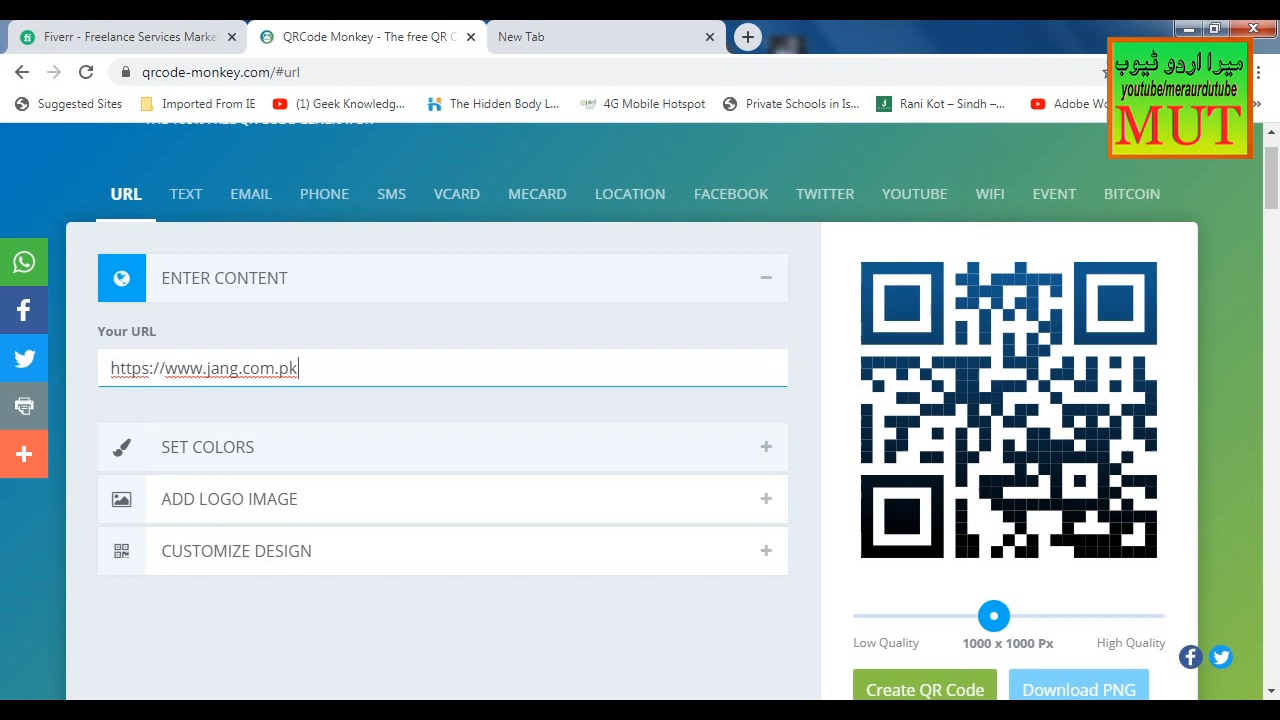 Fiverr - Freelance Services Marke
QRCode Monkey - The free QR C
New Tab
qrcode-monkey.com/#url
Suggested Sites
Imported From IE
(1) Geek Knowledg...
The Hidden Body L...
4G Mobile Hotspot
Private Schools in Is...
Rani Kot – Sindh –...
Adobe Wo
میرا اردو ٹیوب
youtube/meraurdutube
MUT
URL
TEXT
EMAIL
PHONE
SMS
VCARD
MECARD
LOCATION
FACEBOOK
TWITTER
YOUTUBE
WIFI
EVENT
BITCOIN
ENTER CONTENT
Your URL
https://www.jang.com.pk
SET COLORS
ADD LOGO IMAGE
CUSTOMIZE DESIGN
Low Quality
1000 x 1000 Px
High Quality
Create QR Code
Download PNG